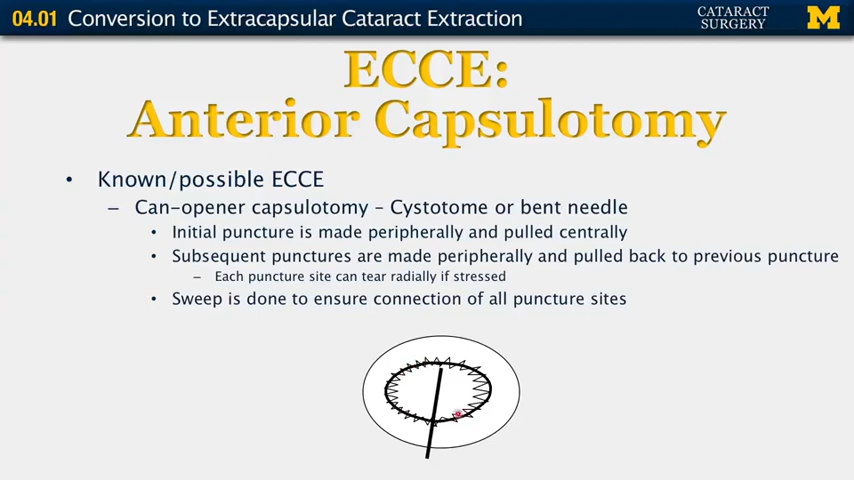 04.01 Conversion to Extracapsular Cataract Extraction
CATARACT
SURGERY
M
ECCE:
Anterior Capsulotomy
• Known/possible ECCE
– Can-opener capsulotomy – Cystotome or bent needle
• Initial puncture is made peripherally and pulled centrally
• Subsequent punctures are made peripherally and pulled back to previous puncture
– Each puncture site can tear radially if stressed
• Sweep is done to ensure connection of all puncture sites